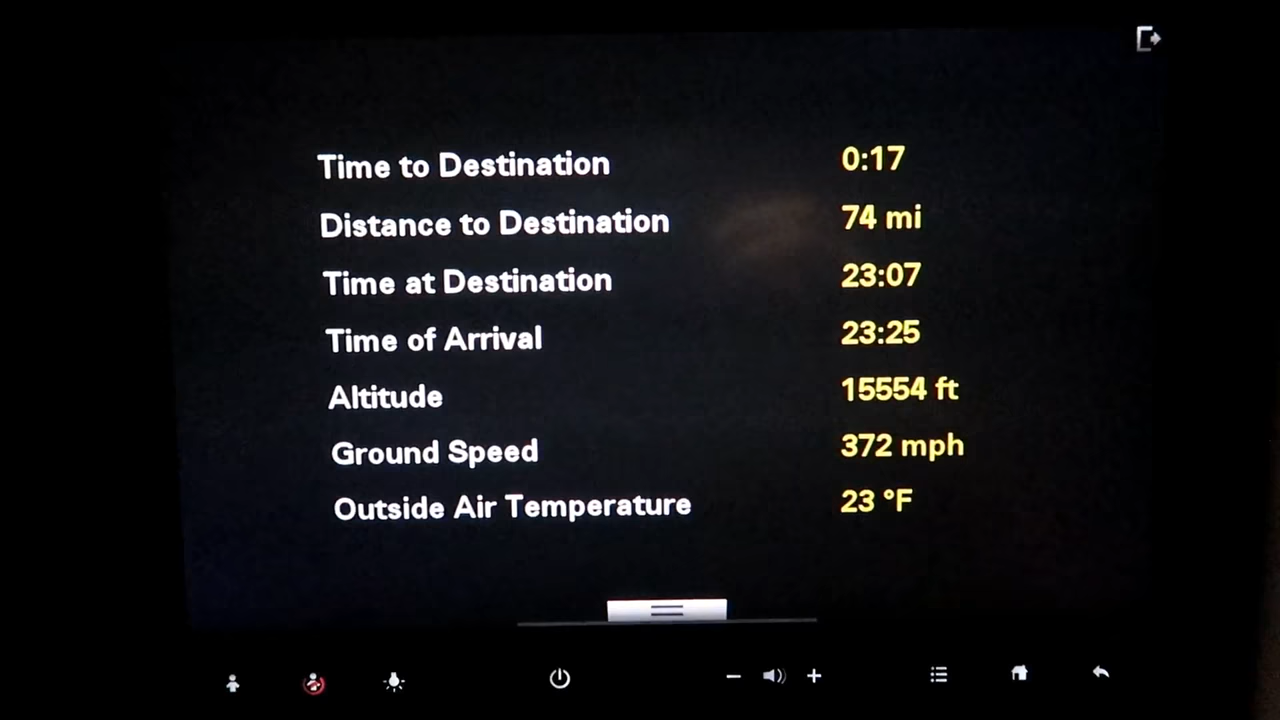 Time to Destination 0:17
Distance to Destination 74 mi
Time at Destination 23:07
Time of Arrival 23:25
Altitude 15554 ft
Ground Speed 372 mph
Outside Air Temperature 23 °F